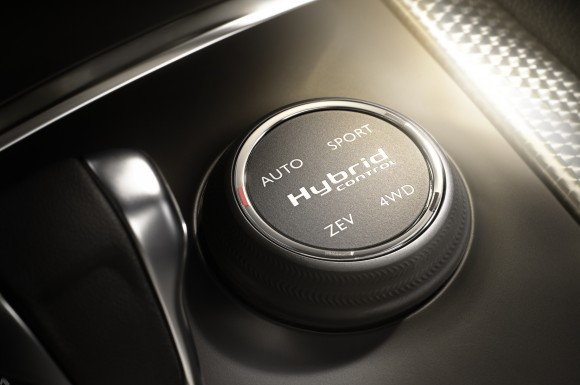 SPORT
AUTO
Hybrid
CONTROL
4WD
ZEV